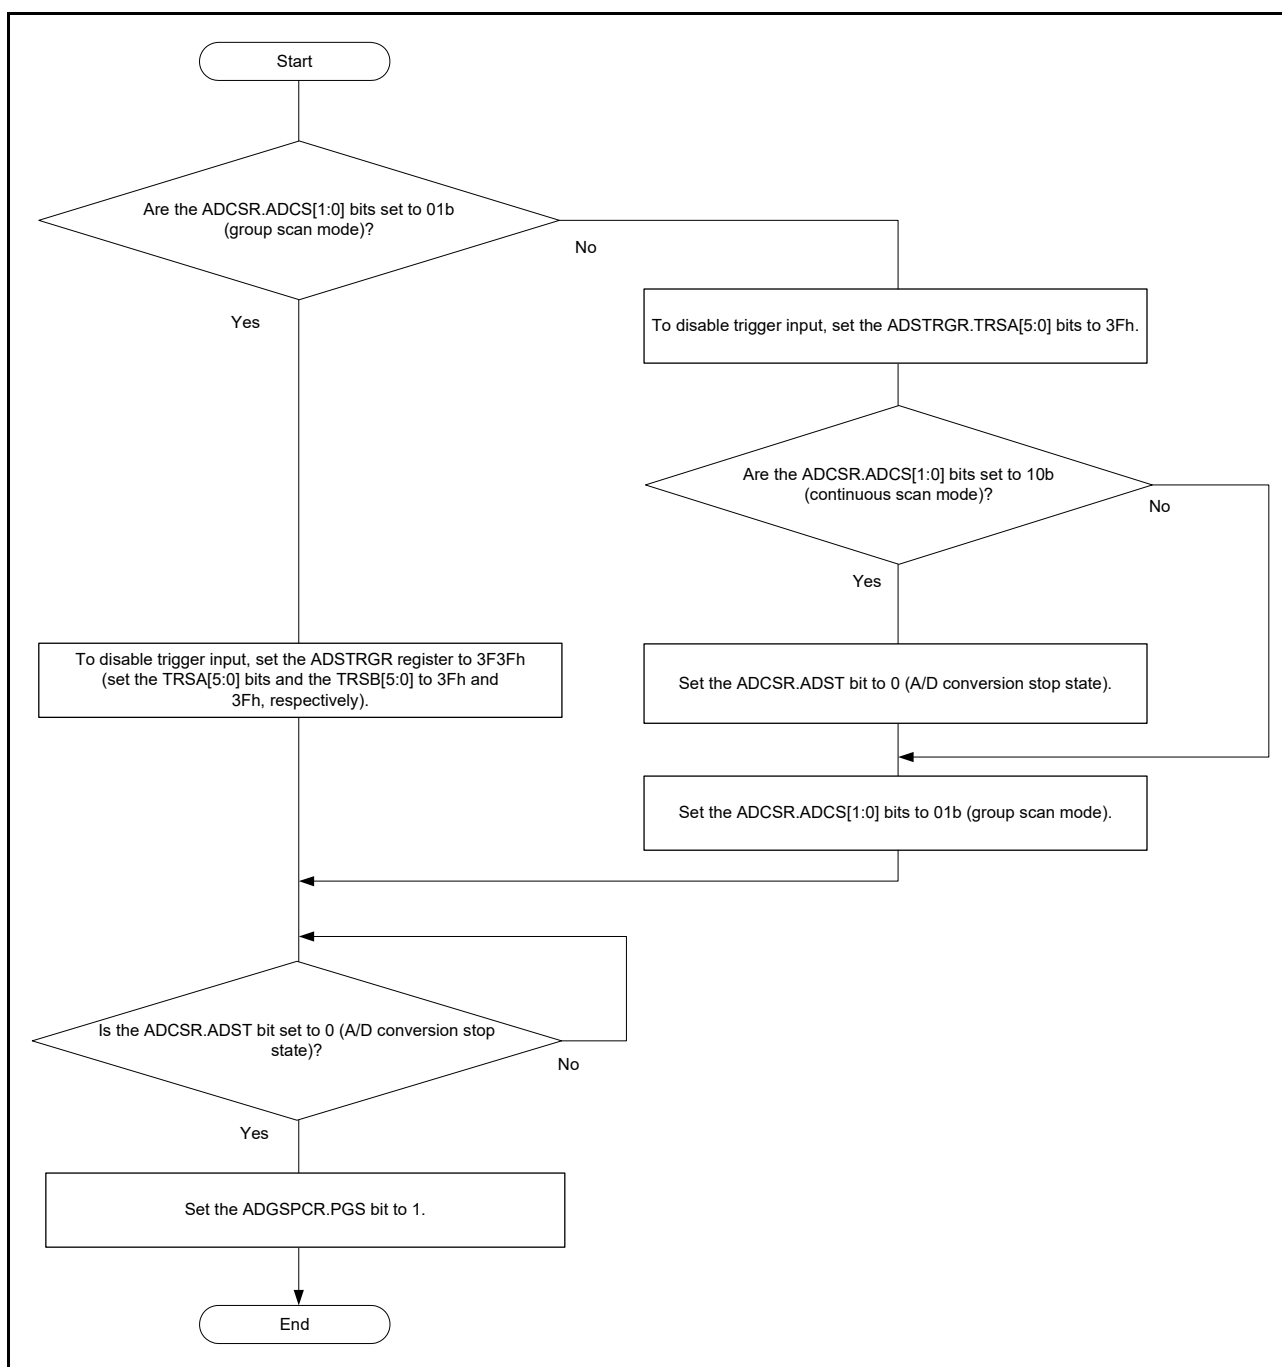 Start
Are the ADCSR.ADCS[1:0] bits set to 01b
(group scan mode)?
No
Yes
To disable trigger input, set the ADSTRGR.TRSA[5:0] bits to 3Fh.
Are the ADCSR.ADCS[1:0] bits set to 10b
(continuous scan mode)?
No
Yes
To disable trigger input, set the ADSTRGR register to 3F3Fh
(set the TRSA[5:0] bits and the TRSB[5:0] to 3Fh and
3Fh, respectively).
Set the ADCSR.ADST bit to 0 (A/D conversion stop state).
Set the ADCSR.ADCS[1:0] bits to 01b (group scan mode).
Is the ADCSR.ADST bit set to 0 (A/D conversion stop
state)?
No
Yes
Set the ADGSPCR.PGS bit to 1.
End